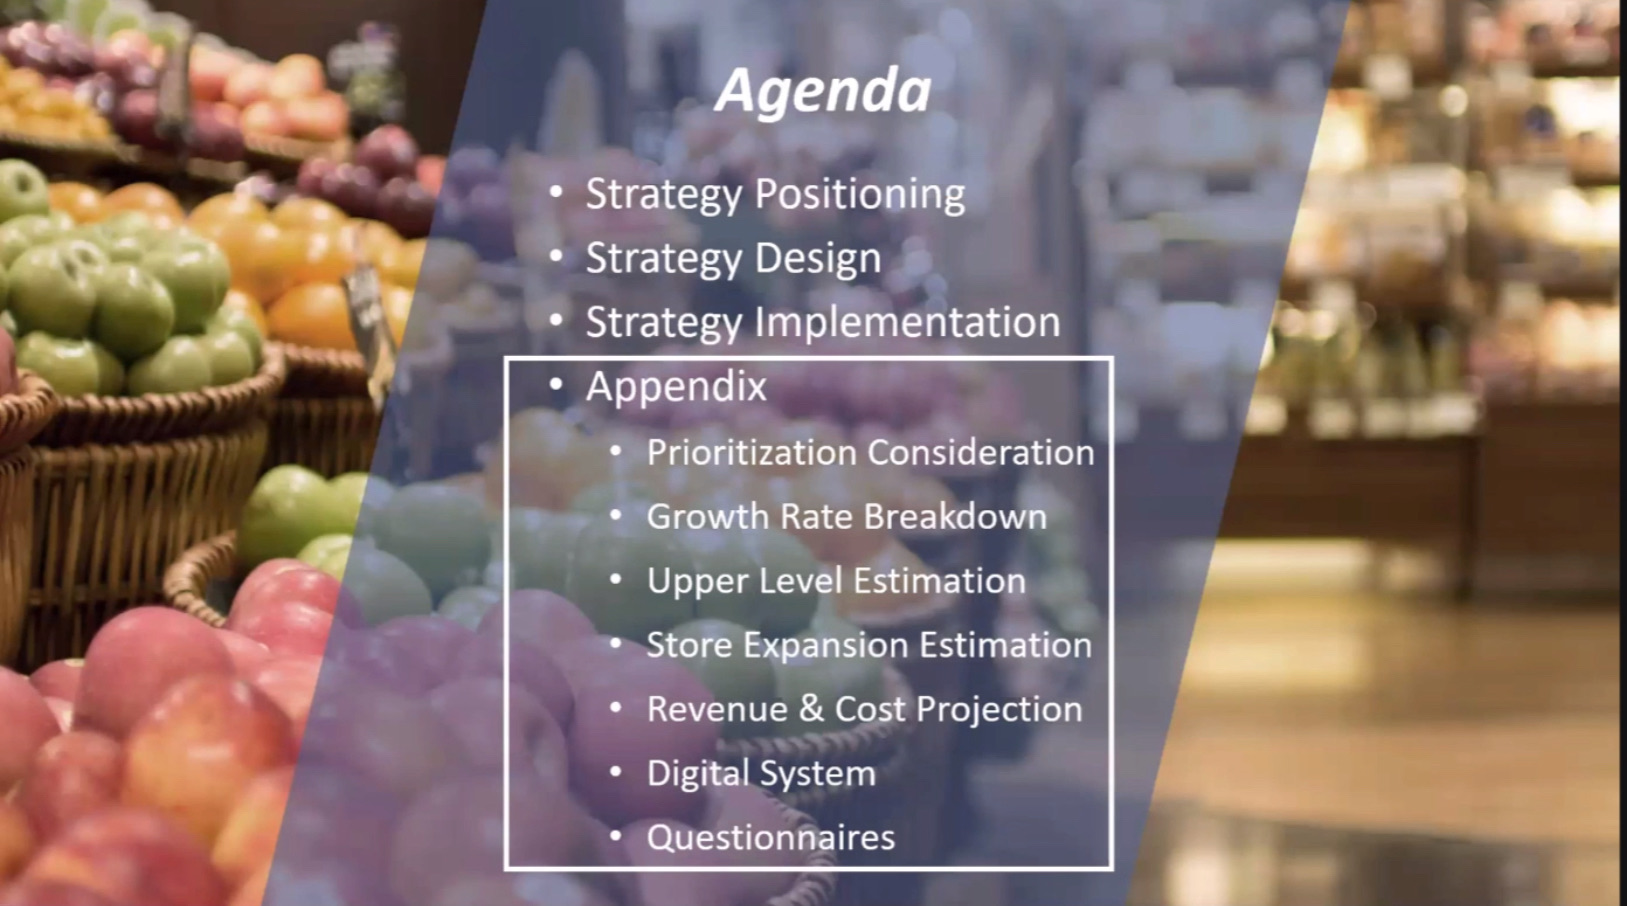 Agenda
• Strategy Positioning
• Strategy Design
• Strategy Implementation
• Appendix
• Prioritization Consideration
• Growth Rate Breakdown
• Upper Level Estimation
• Store Expansion Estimation
• Revenue & Cost Projection
• Digital System
• Questionnaires